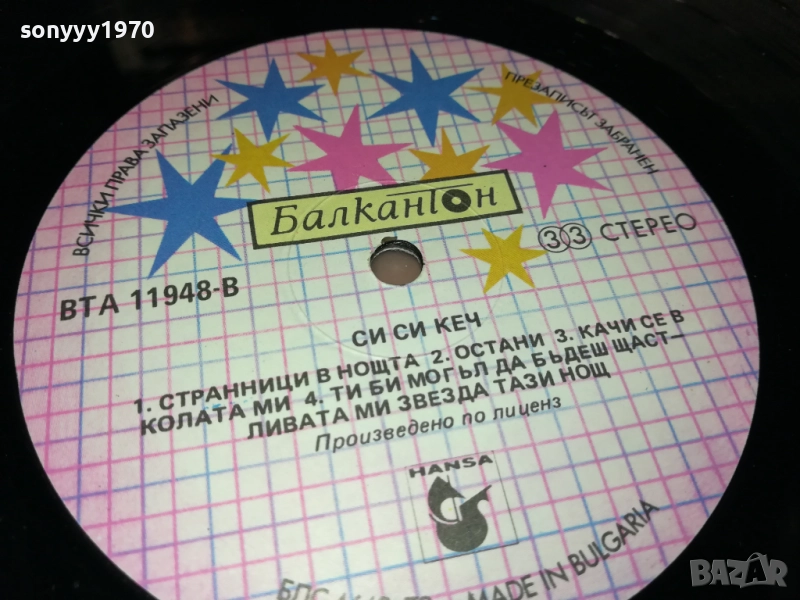 sonyyy1970
ВСИЧКИ ПРАВА ЗАПАЗЕНИ
ПРЕЗАПИСЪТ ЗАБРАНЕН
Балкантон
33 СТЕРЕО
ВТА 11948-В
СИ СИ КЕЧ
1. СТРАННИЦИ В НОЩТА 2. ОСТАНИ 3. КАЧИ СЕ В
КОЛАТА МИ 4. ТИ БИ МОГЪЛ ДА БЪДЕШ ЩАСТ–
ЛИВАТА МИ ЗВЕЗДА ТАЗИ НОЩ
Произведено по лиценз
HANSA
БДС
MADE IN BULGARIA
BAZAR